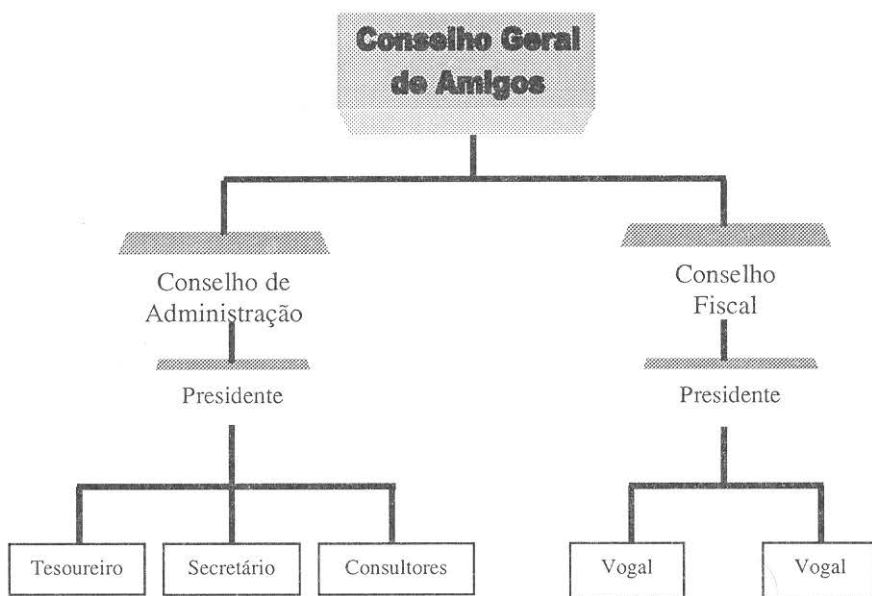 Conselho Geral
de Amigos
Conselho de
Administração
Conselho
Fiscal
Presidente
Presidente
Tesoureiro
Secretário
Consultores
Vogal
Vogal